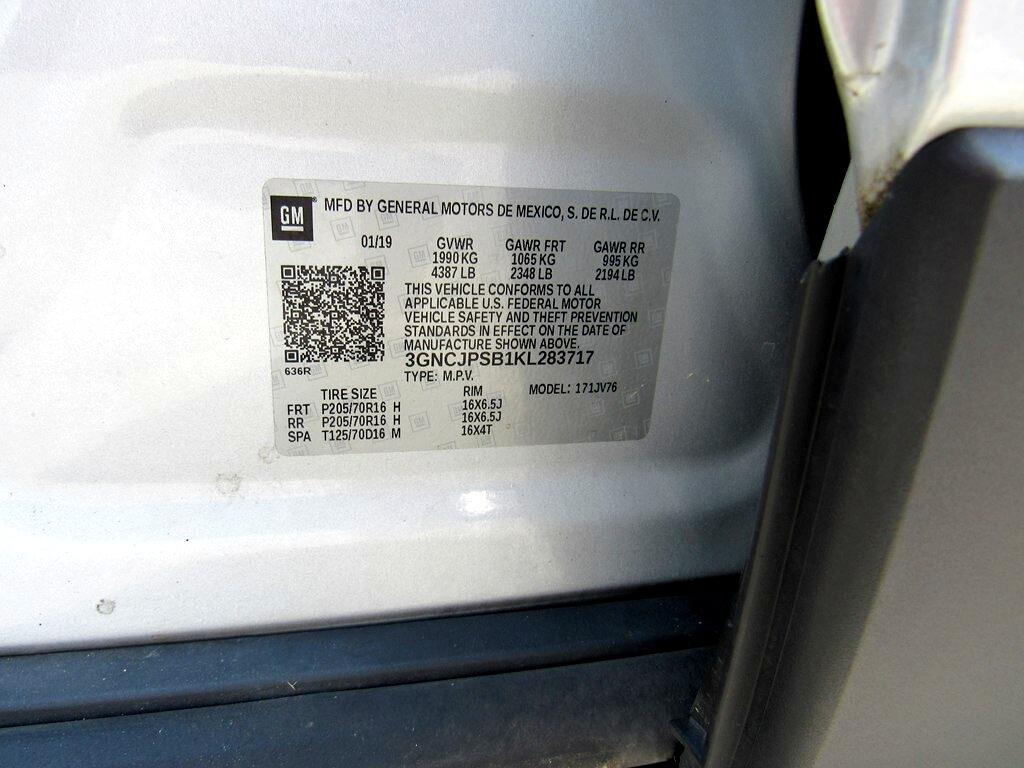 GM
MFD BY GENERAL MOTORS DE MEXICO, S. DE R.L. DE C.V.
01/19 GVWR GAWR FRT GAWR RR
1990 KG 1065 KG 995 KG
4387 LB 2348 LB 2194 LB
THIS VEHICLE CONFORMS TO ALL
APPLICABLE U.S. FEDERAL MOTOR
VEHICLE SAFETY AND THEFT PREVENTION
STANDARDS IN EFFECT ON THE DATE OF
MANUFACTURE SHOWN ABOVE.
3GNCJPSB1KL283717
636R
TYPE: M.P.V.
TIRE SIZE RIM MODEL: 171JV76
FRT P205/70R16 H 16X6.5J
RR P205/70R16 H 16X6.5J
SPA T125/70D16 M 16X4T